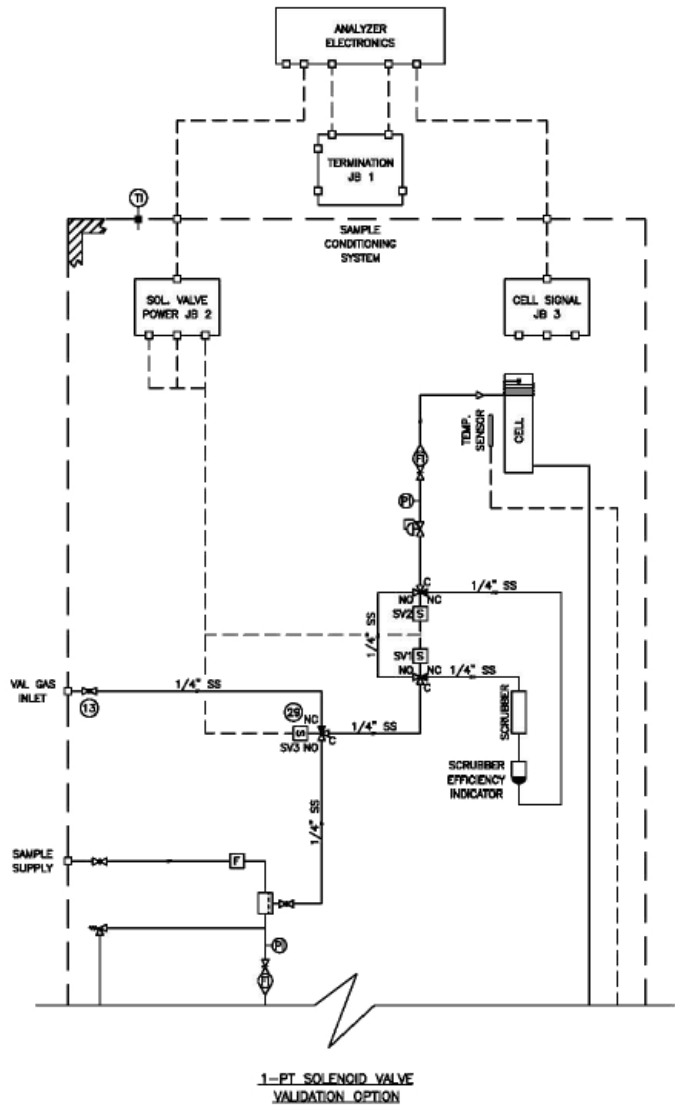 ANALYZER
ELECTRONICS
TERMINATION
JB 1
TI
SAMPLE
CONDITIONING
SYSTEM
SOL. VALVE
POWER JB 2
CELL SIGNAL
JB 3
TEMP.
SENSOR
CELL
FI
PI
C
NO
NC
1/4" SS
SV2
S
1/4" SS
SV1
S
NO
NC
1/4" SS
C
VAL GAS
INLET
1/4" SS
13
29
NC
S
C
1/4" SS
SV3
NO
SCRUBBER
SCRUBBER
EFFICIENCY
INDICATOR
1/4" SS
SAMPLE
SUPPLY
F
PI
FI
1-PT SOLENOID VALVE
VALIDATION OPTION